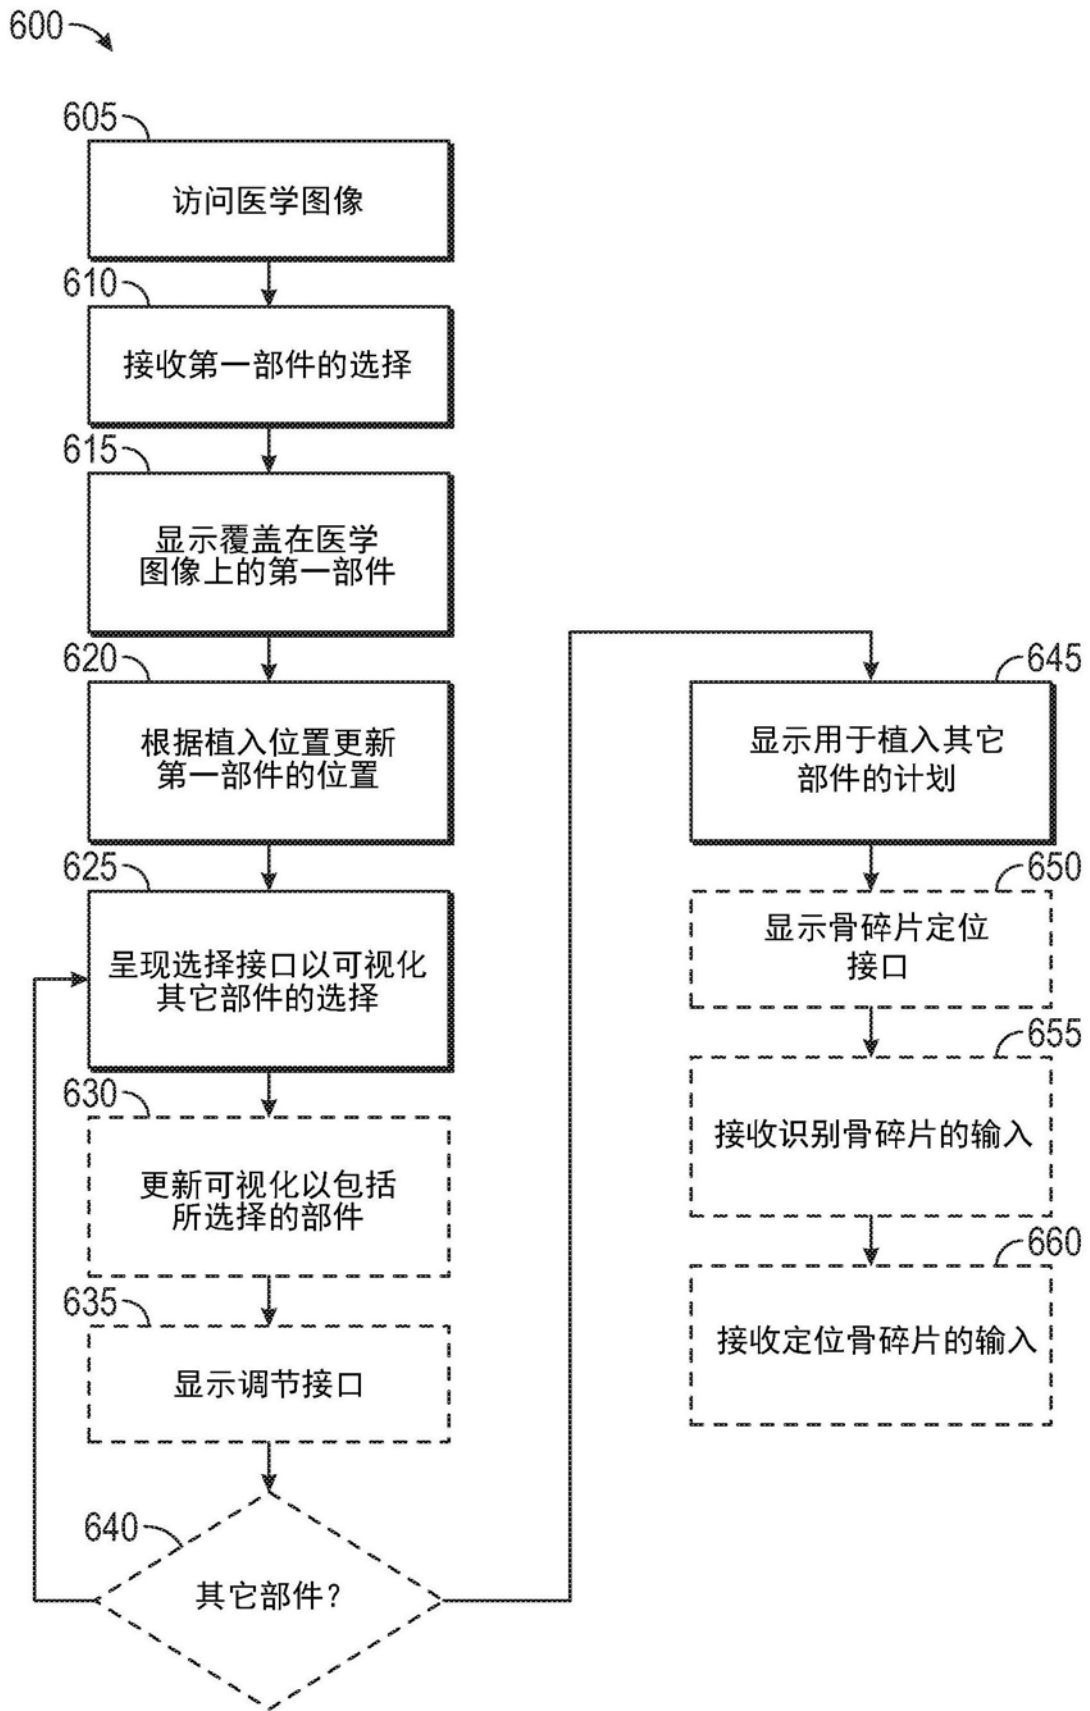 600
605
访问医学图像
610
接收第一部件的选择
615
显示覆盖在医学
图像上的第一部件
620
根据植入位置更新
第一部件的位置
625
呈现选择接口以可视化
其它部件的选择
630
更新可视化以包括
所选择的部件
635
显示调节接口
640
其它部件?
645
显示用于植入其它
部件的计划
650
显示骨碎片定位
接口
655
接收识别骨碎片的输入
660
接收定位骨碎片的输入